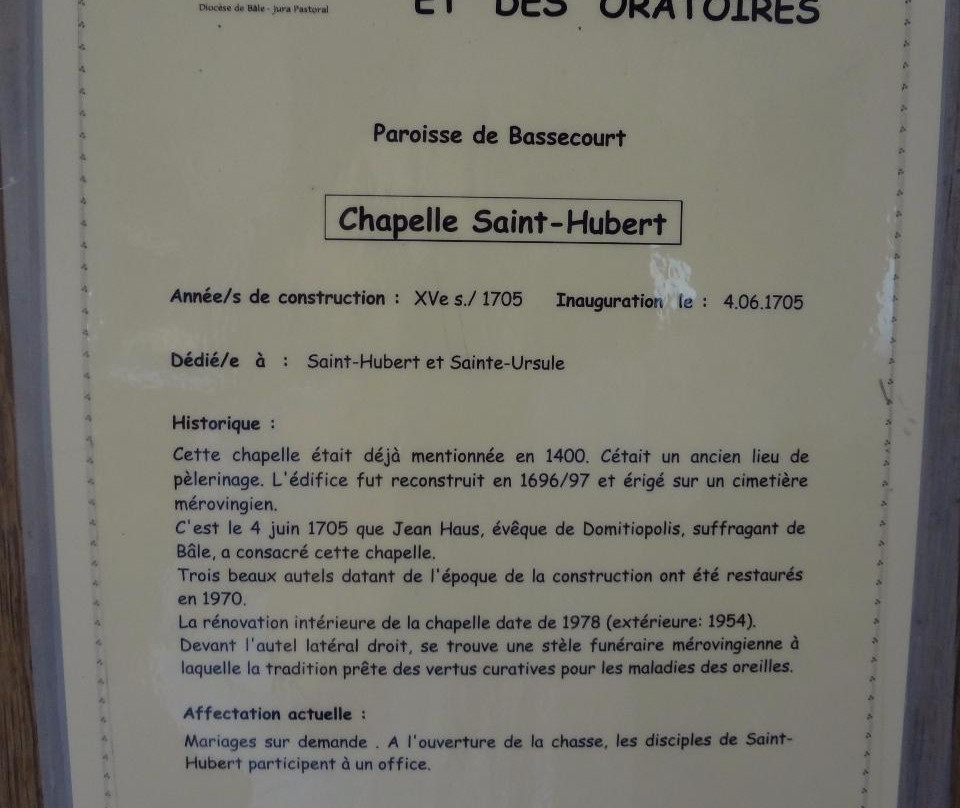 Diocèse de Bâle - Jura Pastoral
ET DES ORATOIRES
Paroisse de Bassecourt
Chapelle Saint-Hubert
Année/s de construction : XVe s./ 1705 Inauguration le : 4.06.1705
Dédié/e à : Saint-Hubert et Sainte-Ursule
Historique :
Cette chapelle était déjà mentionnée en 1400. Cétait un ancien lieu de
pèlerinage. L'édifice fut reconstruit en 1696/97 et érigé sur un cimetière
mérovingien.
C'est le 4 juin 1705 que Jean Haus, évêque de Domitiopolis, suffragant de
Bâle, a consacré cette chapelle.
Trois beaux autels datant de l'époque de la construction ont été restaurés
en 1970.
La rénovation intérieure de la chapelle date de 1978 (extérieure: 1954).
Devant l'autel latéral droit, se trouve une stèle funéraire mérovingienne à
laquelle la tradition prête des vertus curatives pour les maladies des oreilles.
Affectation actuelle :
Mariages sur demande . A l'ouverture de la chasse, les disciples de Saint-
Hubert participent à un office.